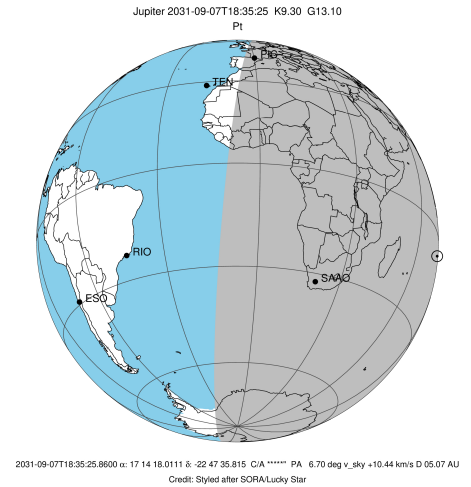 Jupiter 2031-09-07T18:35:25 K9.30 G13.10
Pt
PIC
TEN
RIO
SAAO
ESO
2031-09-07T18:35:25.8600 α: 17 14 18.0111 δ: -22 47 35.815 C/A *****" PA 6.70 deg v_sky +10.44 km/s D 05.07 AU
Credit: Styled after SORA/Lucky Star